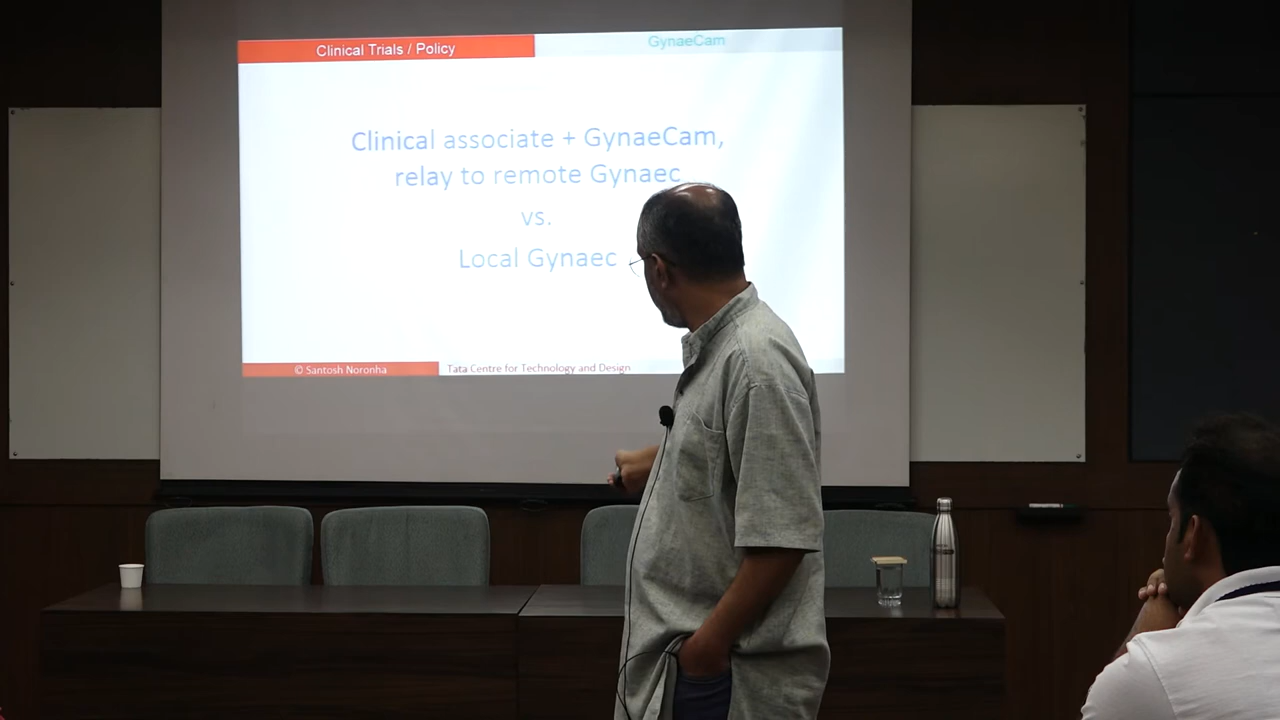 Clinical Trials / Policy
GynaeCam
Clinical associate + GynaeCam,
relay to remote Gynaec
vs.
Local Gynaec
© Santosh Noronha
Tata Centre for Technology and Design